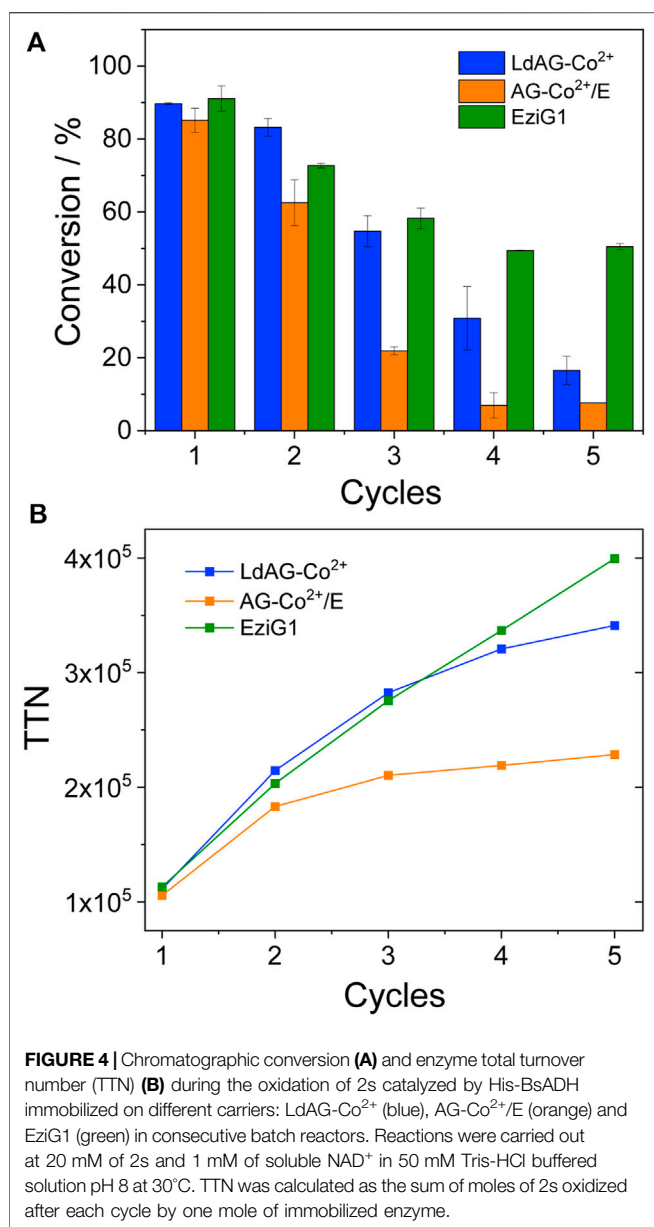 A
100
80
60
40
20
0
Conversion / %
LdAG-Co²⁺
AG-Co²⁺/E
EziG1
1 2 3 4 5
Cycles
B
4x10⁵
3x10⁵
2x10⁵
1x10⁵
TTN
LdAG-Co²⁺
AG-Co²⁺/E
EziG1
1 2 3 4 5
Cycles
FIGURE 4 | Chromatographic conversion (A) and enzyme total turnover
number (TTN) (B) during the oxidation of 2s catalyzed by His-BsADH
immobilized on different carriers: LdAG-Co²⁺ (blue), AG-Co²⁺/E (orange) and
EziG1 (green) in consecutive batch reactors. Reactions were carried out
at 20 mM of 2s and 1 mM of soluble NAD⁺ in 50 mM Tris-HCl buffered
solution pH 8 at 30°C. TTN was calculated as the sum of moles of 2s oxidized
after each cycle by one mole of immobilized enzyme.